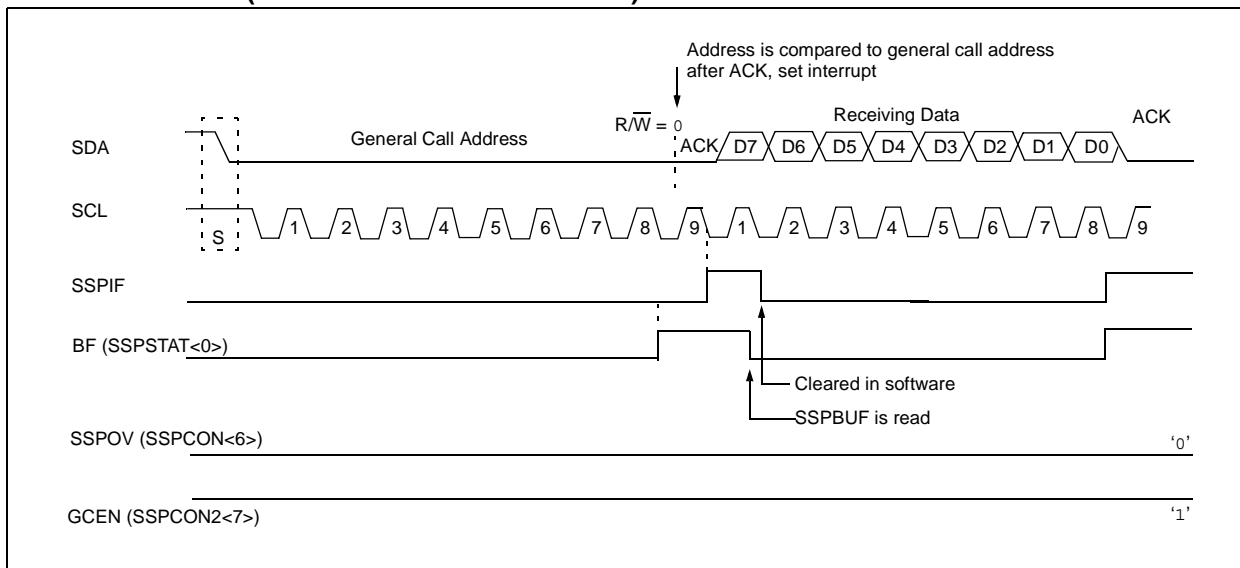 Address is compared to general call address
after ACK, set interrupt
SDA
General Call Address
R/W = 0
ACK
Receiving Data
D7 D6 D5 D4 D3 D2 D1 D0
ACK
SCL
S
1 2 3 4 5 6 7 8 9 1 2 3 4 5 6 7 8 9
SSPIF
BF (SSPSTAT<0>)
Cleared in software
SSPBUF is read
SSPOV (SSPCON<6>)
‘0’
GCEN (SSPCON2<7>)
‘1’